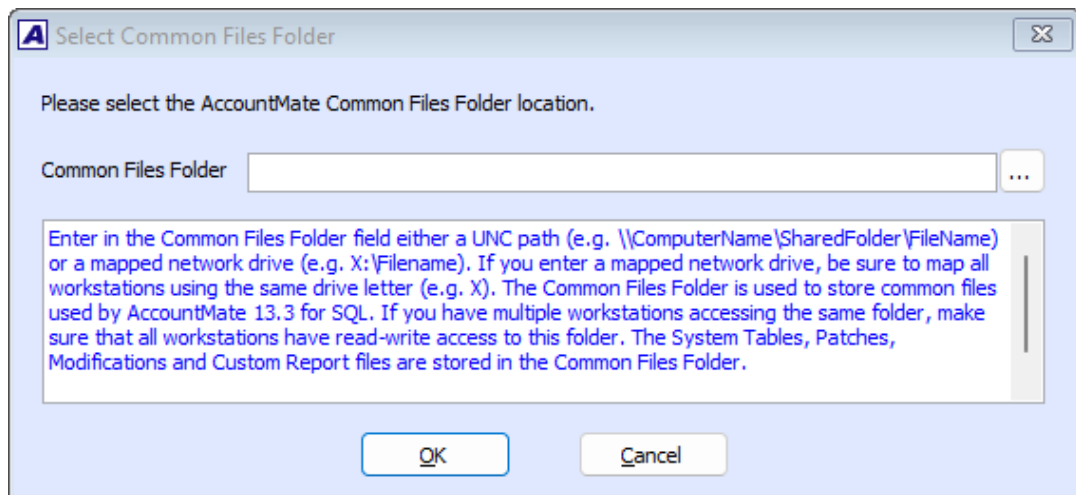 Select Common Files Folder
Please select the AccountMate Common Files Folder location.
Common Files Folder
...
Enter in the Common Files Folder field either a UNC path (e.g. \\ComputerName\SharedFolder\FileName)
or a mapped network drive (e.g. X:\Filename). If you enter a mapped network drive, be sure to map all
workstations using the same drive letter (e.g. X). The Common Files Folder is used to store common files
used by AccountMate 13.3 for SQL. If you have multiple workstations accessing the same folder, make
sure that all workstations have read-write access to this folder. The System Tables, Patches,
Modifications and Custom Report files are stored in the Common Files Folder.
OK
Cancel